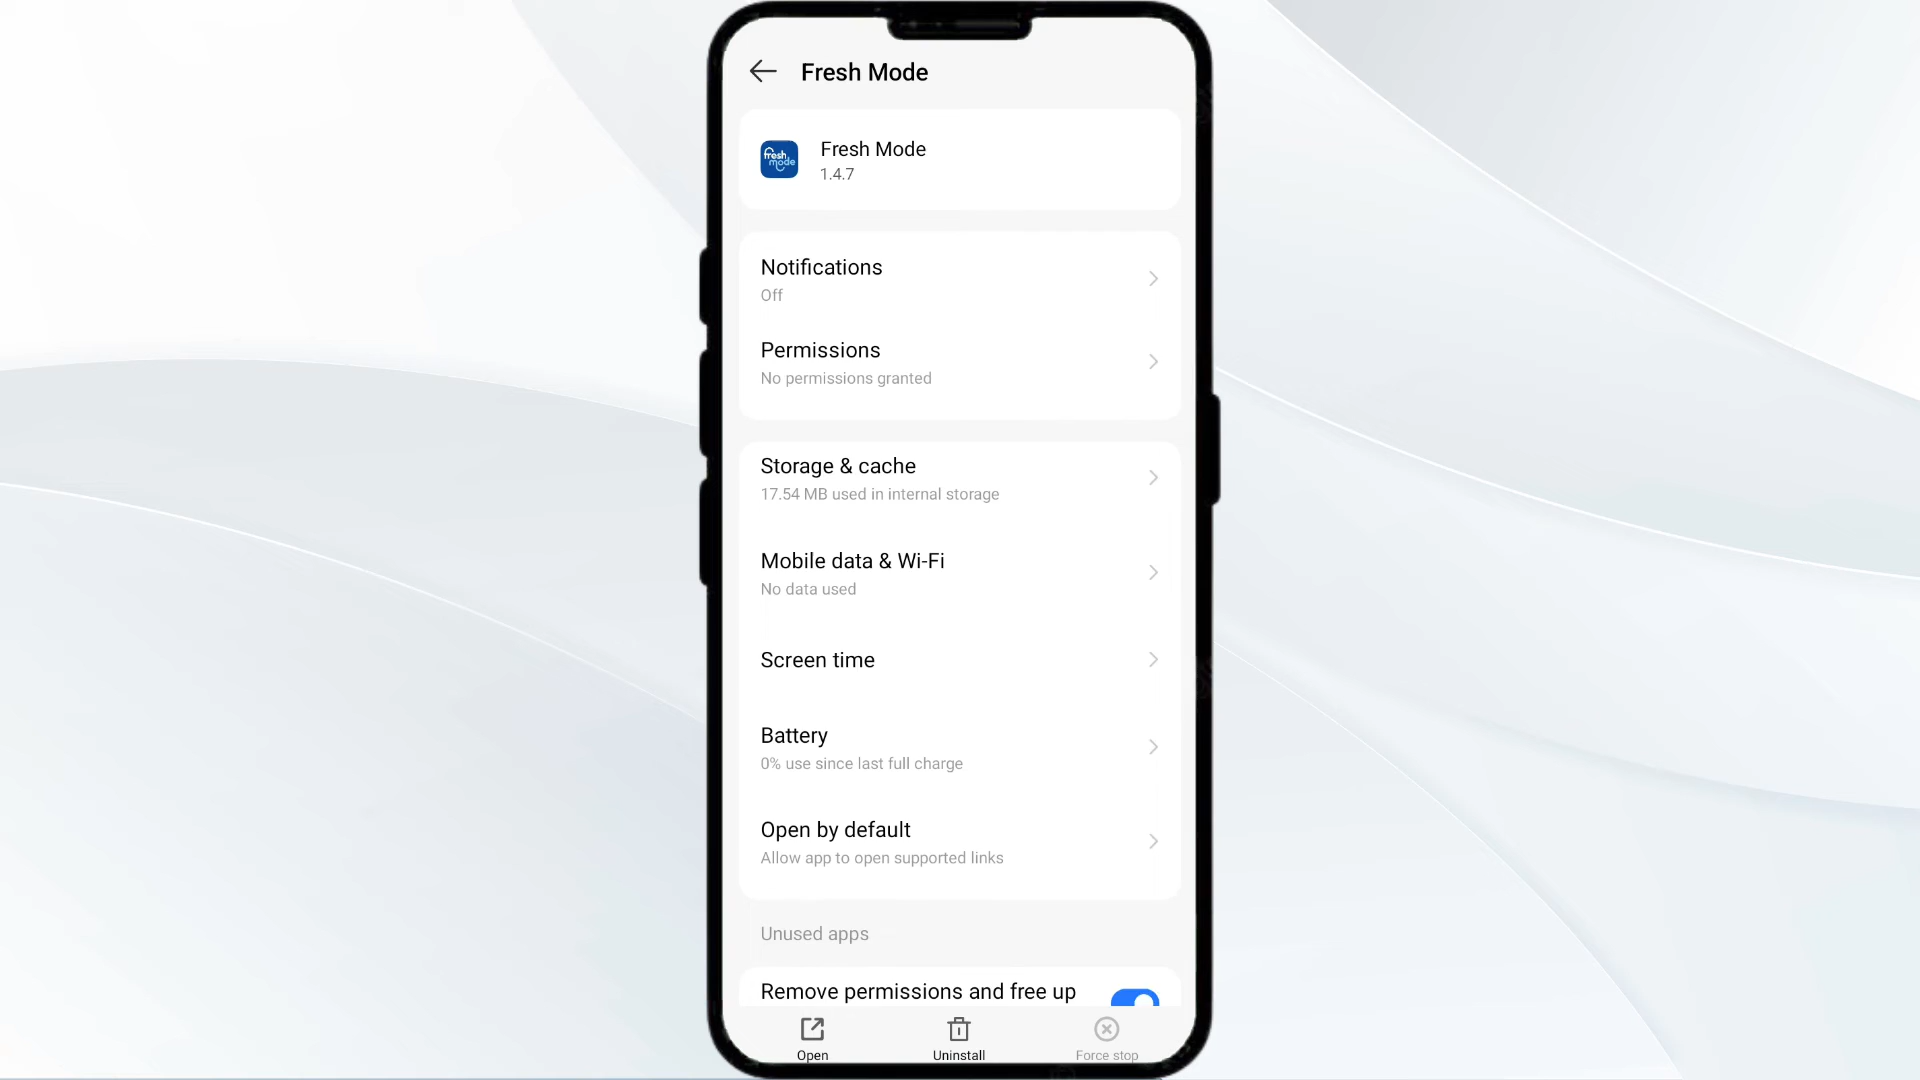 Fresh Mode
fresh
mode
Fresh Mode
1.4.7
Notifications
Off
Permissions
No permissions granted
Storage & cache
17.54 MB used in internal storage
Mobile data & Wi-Fi
No data used
Screen time
Battery
0% use since last full charge
Open by default
Allow app to open supported links
Unused apps
Remove permissions and free up
Open
Uninstall
Force stop